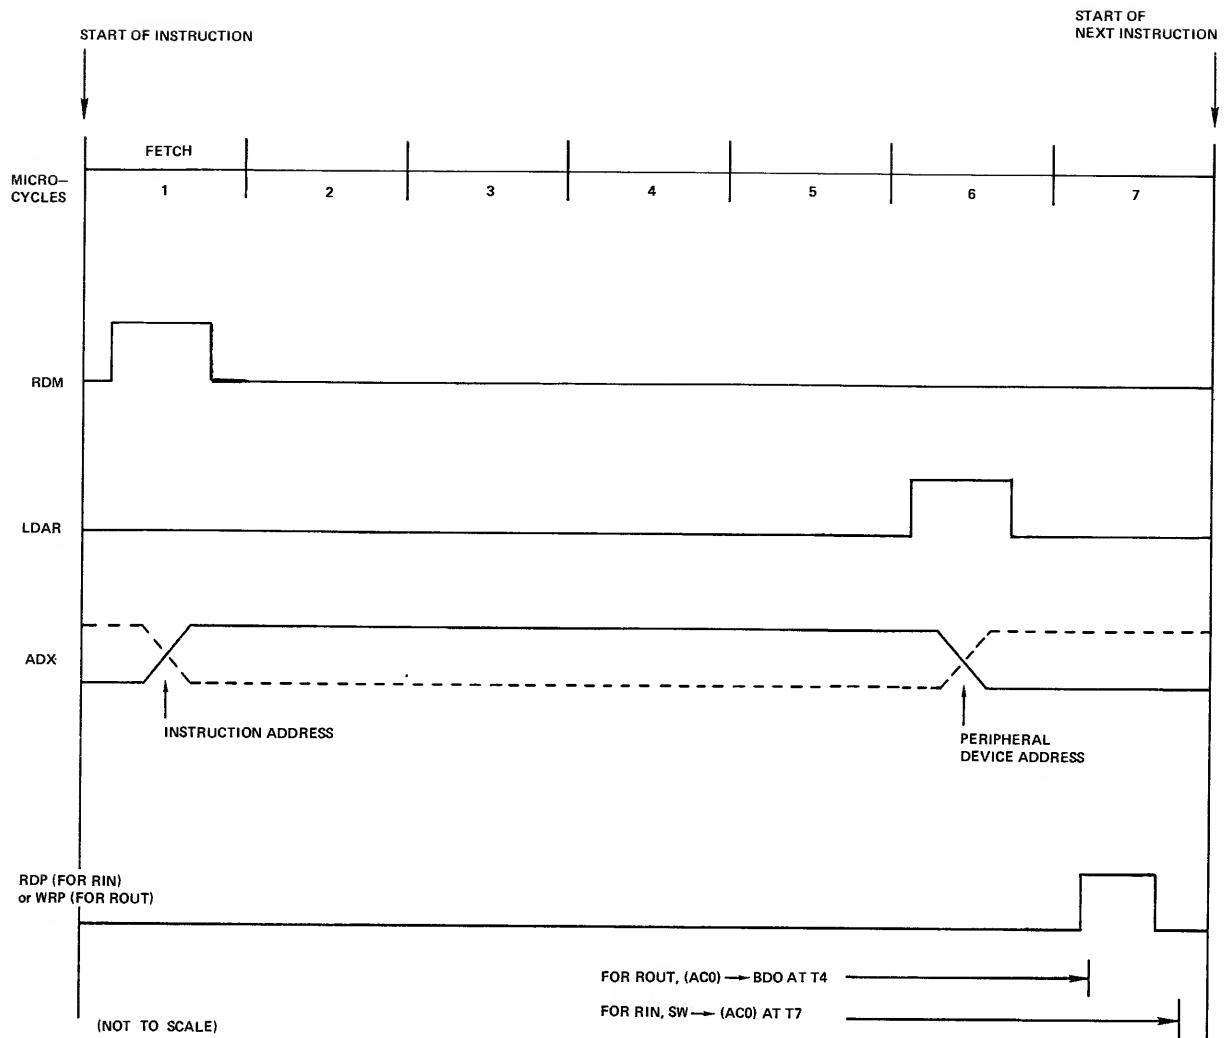 START OF INSTRUCTION
START OF
NEXT INSTRUCTION
FETCH
MICRO–
CYCLES
1 2 3 4 5 6 7
RDM
LDAR
ADX
INSTRUCTION ADDRESS
PERIPHERAL
DEVICE ADDRESS
RDP (FOR RIN)
or WRP (FOR ROUT)
FOR ROUT, (AC0) → BDO AT T4
FOR RIN, SW → (AC0) AT T7
(NOT TO SCALE)